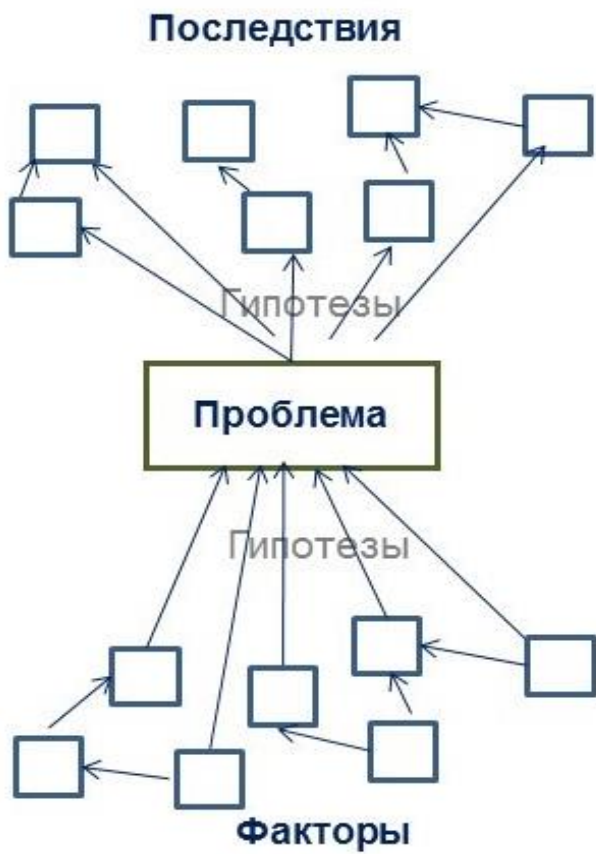 Последствия
Гипотезы
Проблема
Гипотезы
Факторы